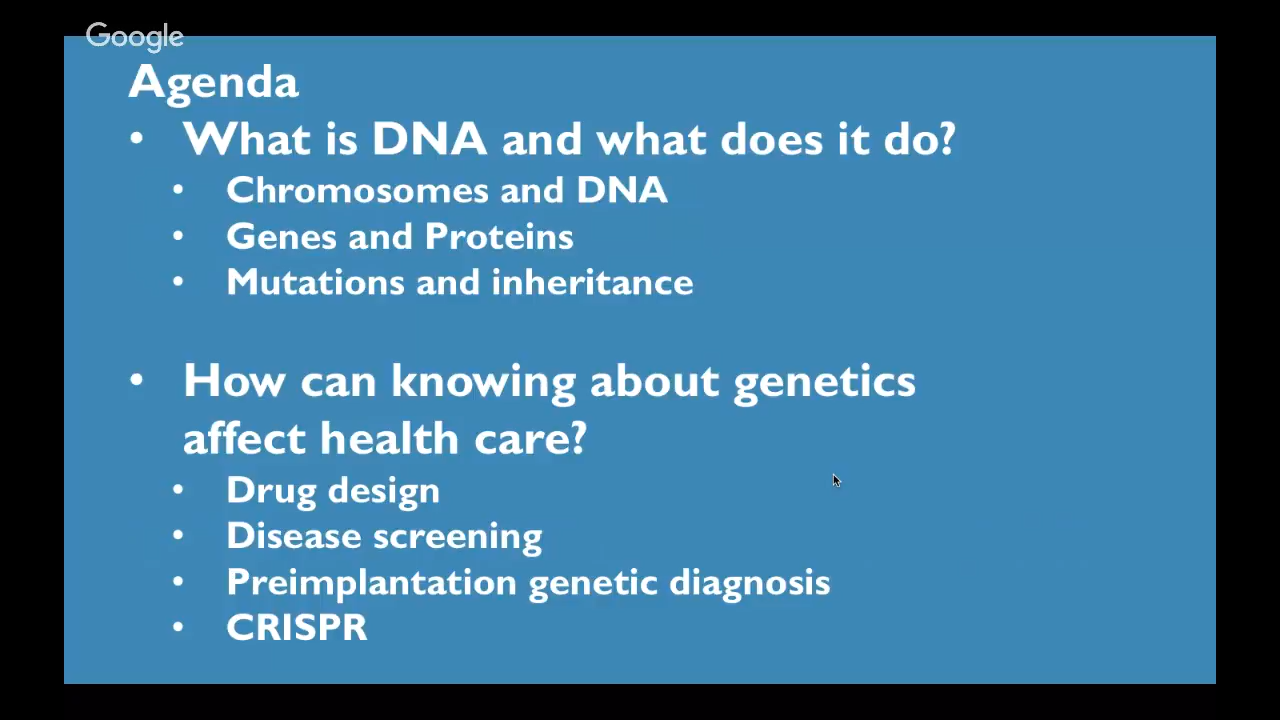 Google
Agenda
• What is DNA and what does it do?
• Chromosomes and DNA
• Genes and Proteins
• Mutations and inheritance
• How can knowing about genetics
affect health care?
• Drug design
• Disease screening
• Preimplantation genetic diagnosis
• CRISPR